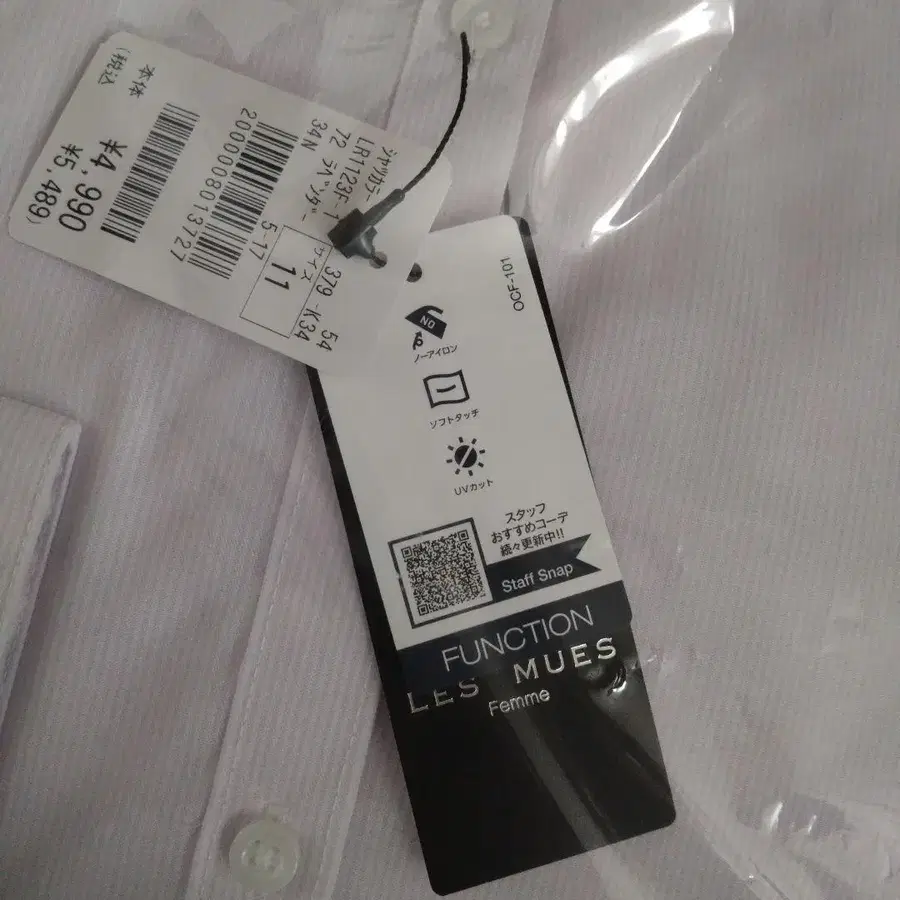 シャツカラー
LR1123F-1
72 ラベンダー
34N
54
379 -K34
サイズ
11
5-17
2000008013727
本体 ¥4,990
(税込 ¥5,489)
OCF-101
NO
ノーアイロン
ソフトタッチ
UVカット
スタッフ
おすすめコーデ
続々更新中!!
Staff Snap
FUNCTION
LES MUES
Femme